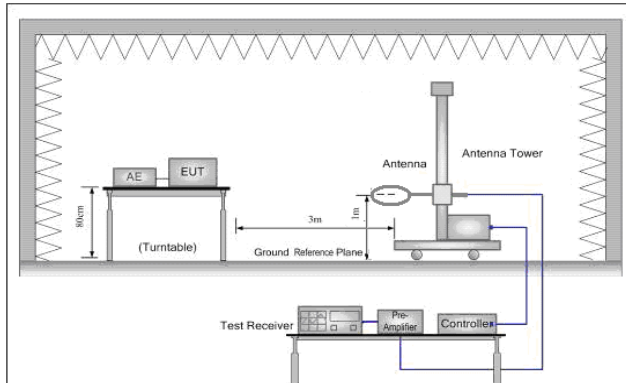 Antenna
Antenna Tower
AE
EUT
80cm
(Turntable)
3m
1m
Ground Reference Plane
Test Receiver
Pre-
Amplifier
Controller